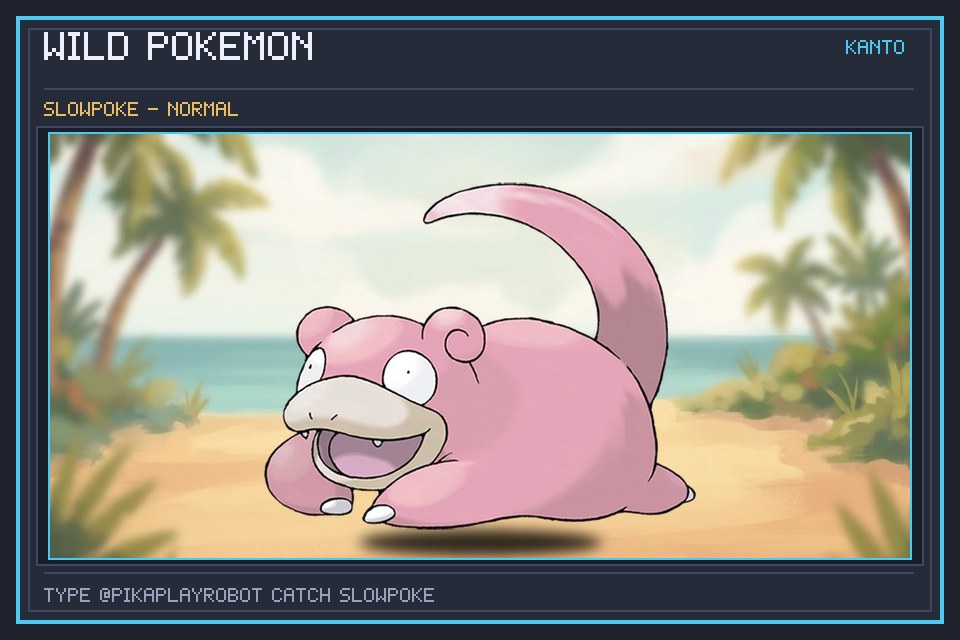 WILD POKEMON
KANTO
SLOWPOKE - NORMAL
TYPE @PIKAPLAYROBOT CATCH SLOWPOKE